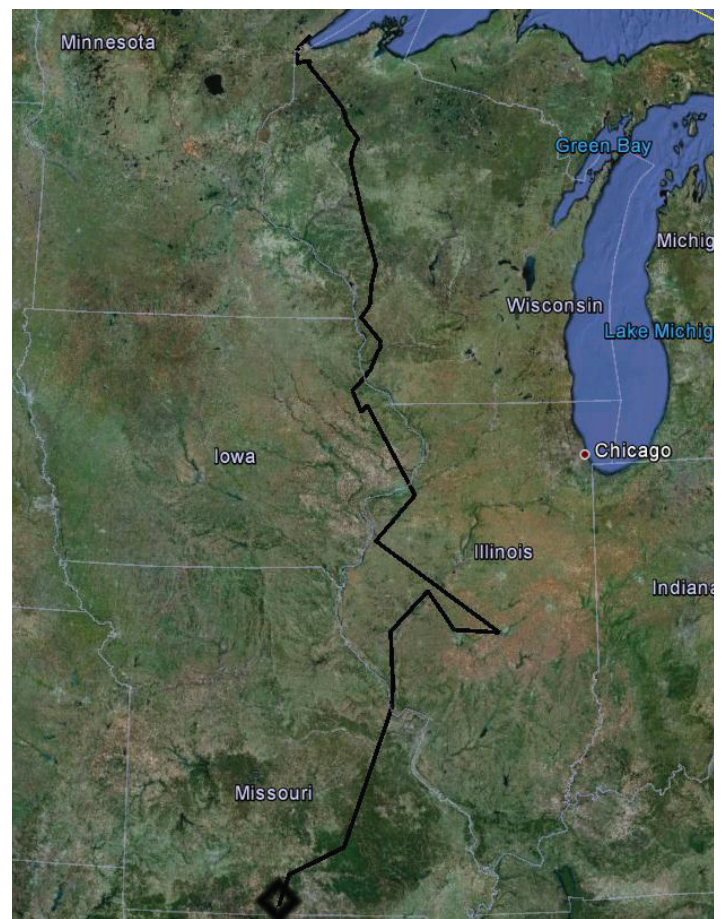 Minnesota
Green Bay
Michig
Wisconsin
Lake Michig
Iowa
Chicago
Illinois
Indiana
Missouri